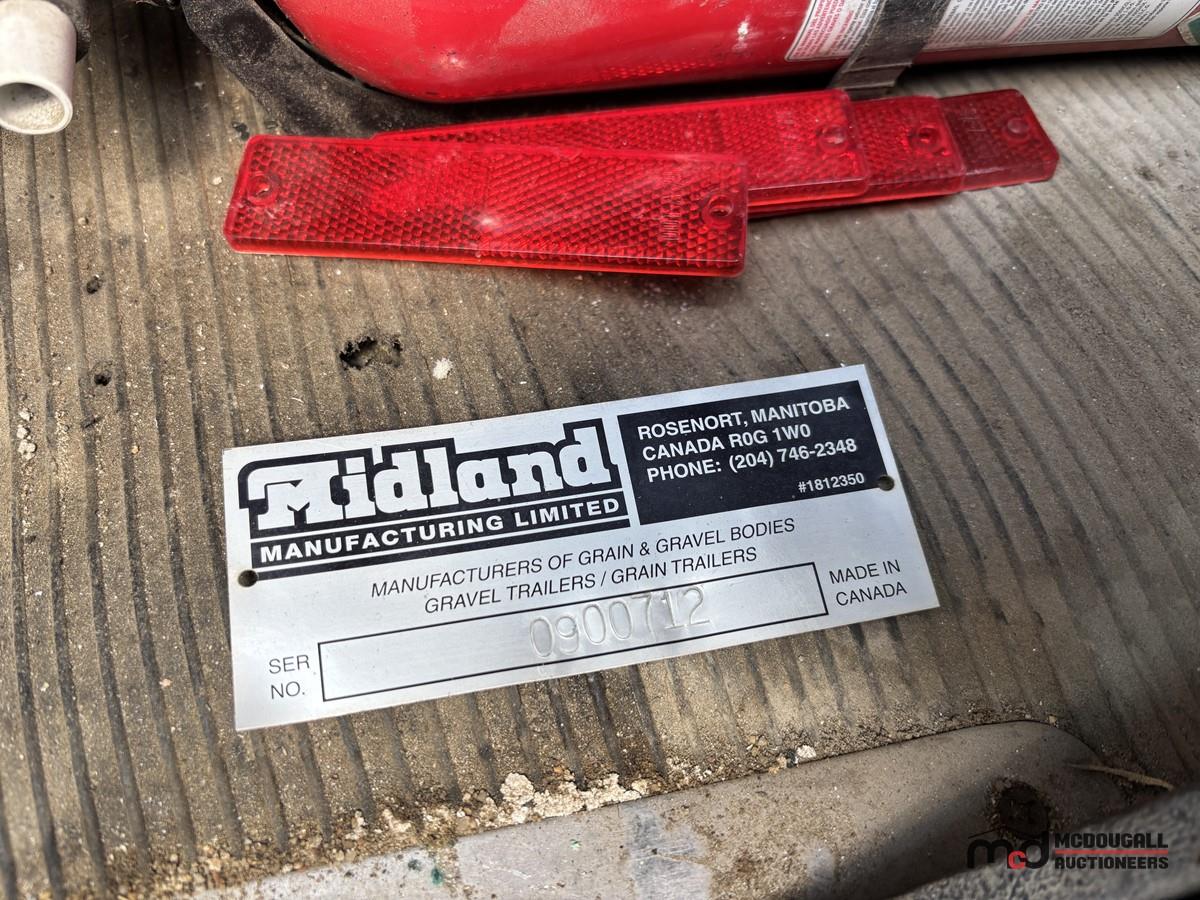 Midland
MANUFACTURING LIMITED
ROSENORT, MANITOBA
CANADA R0G 1W0
PHONE: (204) 746-2348
#1812350
MANUFACTURERS OF GRAIN & GRAVEL BODIES
GRAVEL TRAILERS / GRAIN TRAILERS
SER
NO.
0900712
MADE IN
CANADA
mcd
MCDOUGALL
AUCTIONEERS